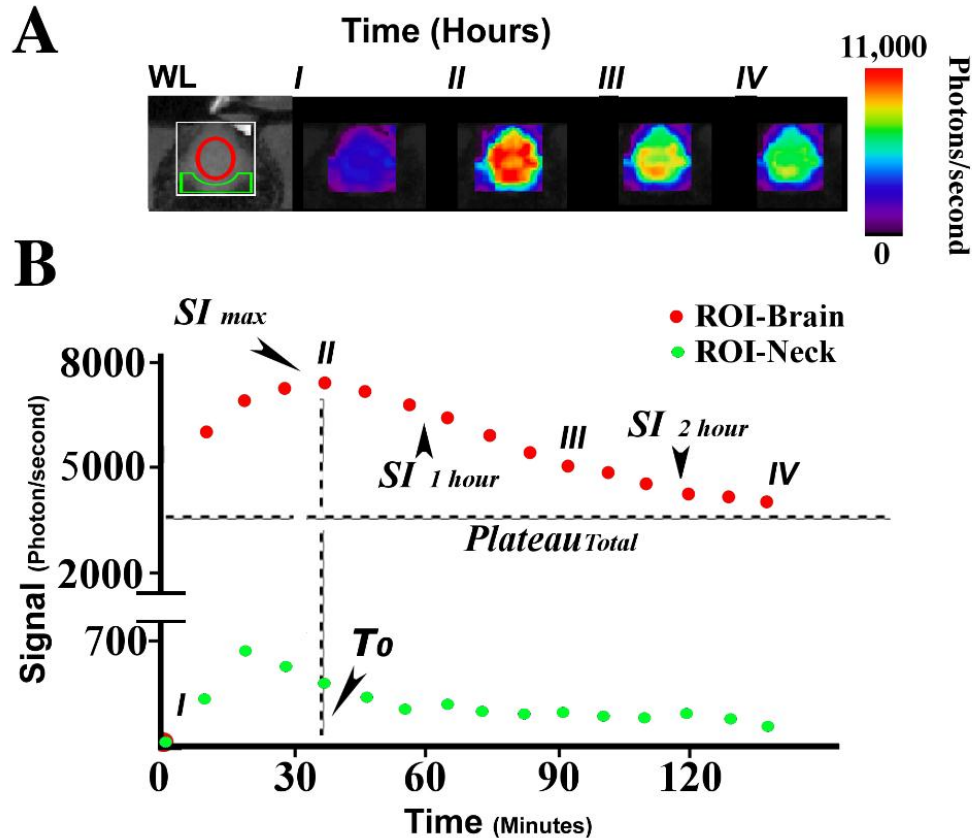 A
Time (Hours)
WL I II III IV
11,000
Photons/second
0
B
SI max
II
ROI-Brain
ROI-Neck
8000
5000
2000
700
Signal (Photon/second)
SI 1 hour
III
SI 2 hour
IV
Plateau Total
I
T0
0 30 60 90 120
Time (Minutes)